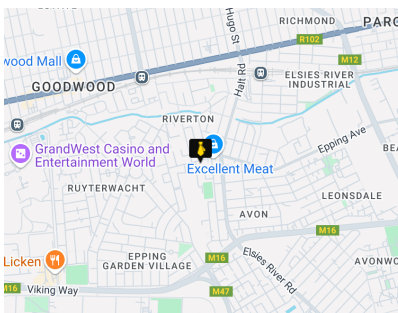 RICHMOND
PARO
R102
Hugo St
wood Mall
M12
GOODWOOD
Halt Rd
ELSIES RIVER
INDUSTRIAL
RIVERTON
Epping Ave
GrandWest Casino and
Entertainment World
Excellent Meat
BEA
RUYTERWACHT
LEONSDALE
AVON
M16
EPPING
GARDEN VILLAGE
M16
Elsies River Rd
AVONWO
Licken
M16
Viking Way
M47